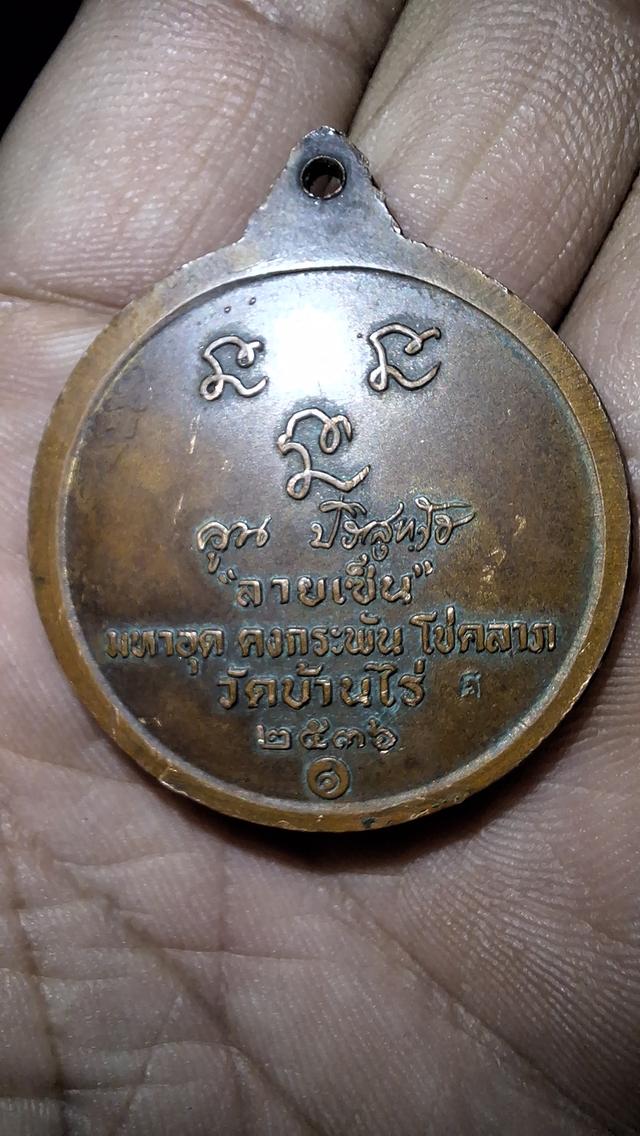 คูน ปริสุทฺโธ
"ลายเซ็น"
มหาอุด คงกระพัน โชคลาภ
วัดบ้านไร่ ศ
๒๕๓๖